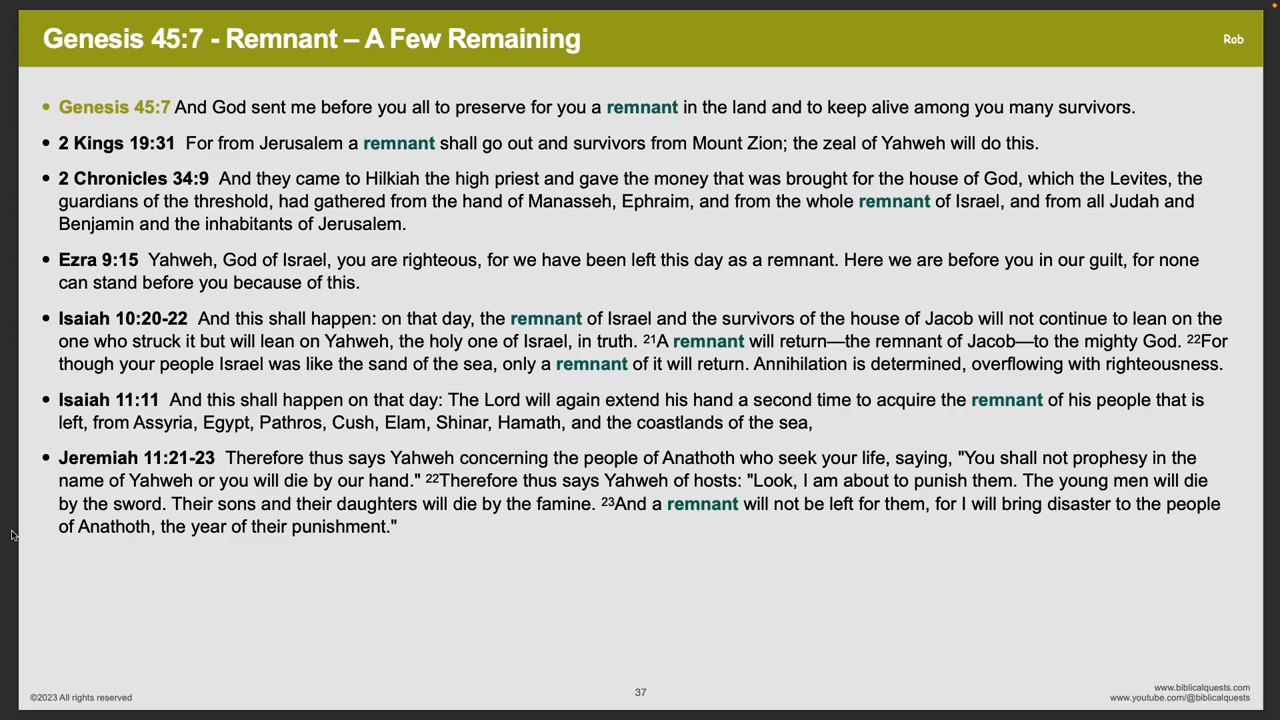 Genesis 45:7 - Remnant – A Few Remaining
Rob
• Genesis 45:7 And God sent me before you all to preserve for you a remnant in the land and to keep alive among you many survivors.
• 2 Kings 19:31 For from Jerusalem a remnant shall go out and survivors from Mount Zion; the zeal of Yahweh will do this.
• 2 Chronicles 34:9 And they came to Hilkiah the high priest and gave the money that was brought for the house of God, which the Levites, the
guardians of the threshold, had gathered from the hand of Manasseh, Ephraim, and from the whole remnant of Israel, and from all Judah and
Benjamin and the inhabitants of Jerusalem.
• Ezra 9:15 Yahweh, God of Israel, you are righteous, for we have been left this day as a remnant. Here we are before you in our guilt, for none
can stand before you because of this.
• Isaiah 10:20-22 And this shall happen: on that day, the remnant of Israel and the survivors of the house of Jacob will not continue to lean on the
one who struck it but will lean on Yahweh, the holy one of Israel, in truth. ²¹A remnant will return—the remnant of Jacob—to the mighty God. ²²For
though your people Israel was like the sand of the sea, only a remnant of it will return. Annihilation is determined, overflowing with righteousness.
• Isaiah 11:11 And this shall happen on that day: The Lord will again extend his hand a second time to acquire the remnant of his people that is
left, from Assyria, Egypt, Pathros, Cush, Elam, Shinar, Hamath, and the coastlands of the sea,
• Jeremiah 11:21-23 Therefore thus says Yahweh concerning the people of Anathoth who seek your life, saying, "You shall not prophesy in the
name of Yahweh or you will die by our hand." ²²Therefore thus says Yahweh of hosts: "Look, I am about to punish them. The young men will die
by the sword. Their sons and their daughters will die by the famine. ²³And a remnant will not be left for them, for I will bring disaster to the people
of Anathoth, the year of their punishment."
©2023 All rights reserved
37
www.biblicalquests.com
www.youtube.com/@biblicalquests